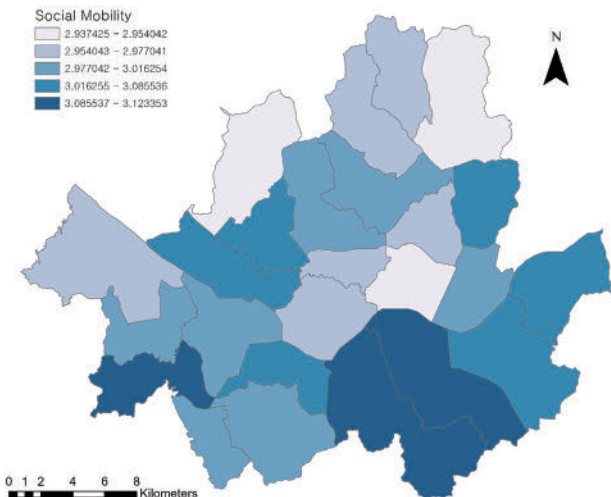 Social Mobility
2.937425 - 2.954042
2.954043 - 2.977041
2.977042 - 3.016254
3.016255 - 3.085536
3.085537 - 3.123353
N
0 1 2 4 6 8
Kilometers